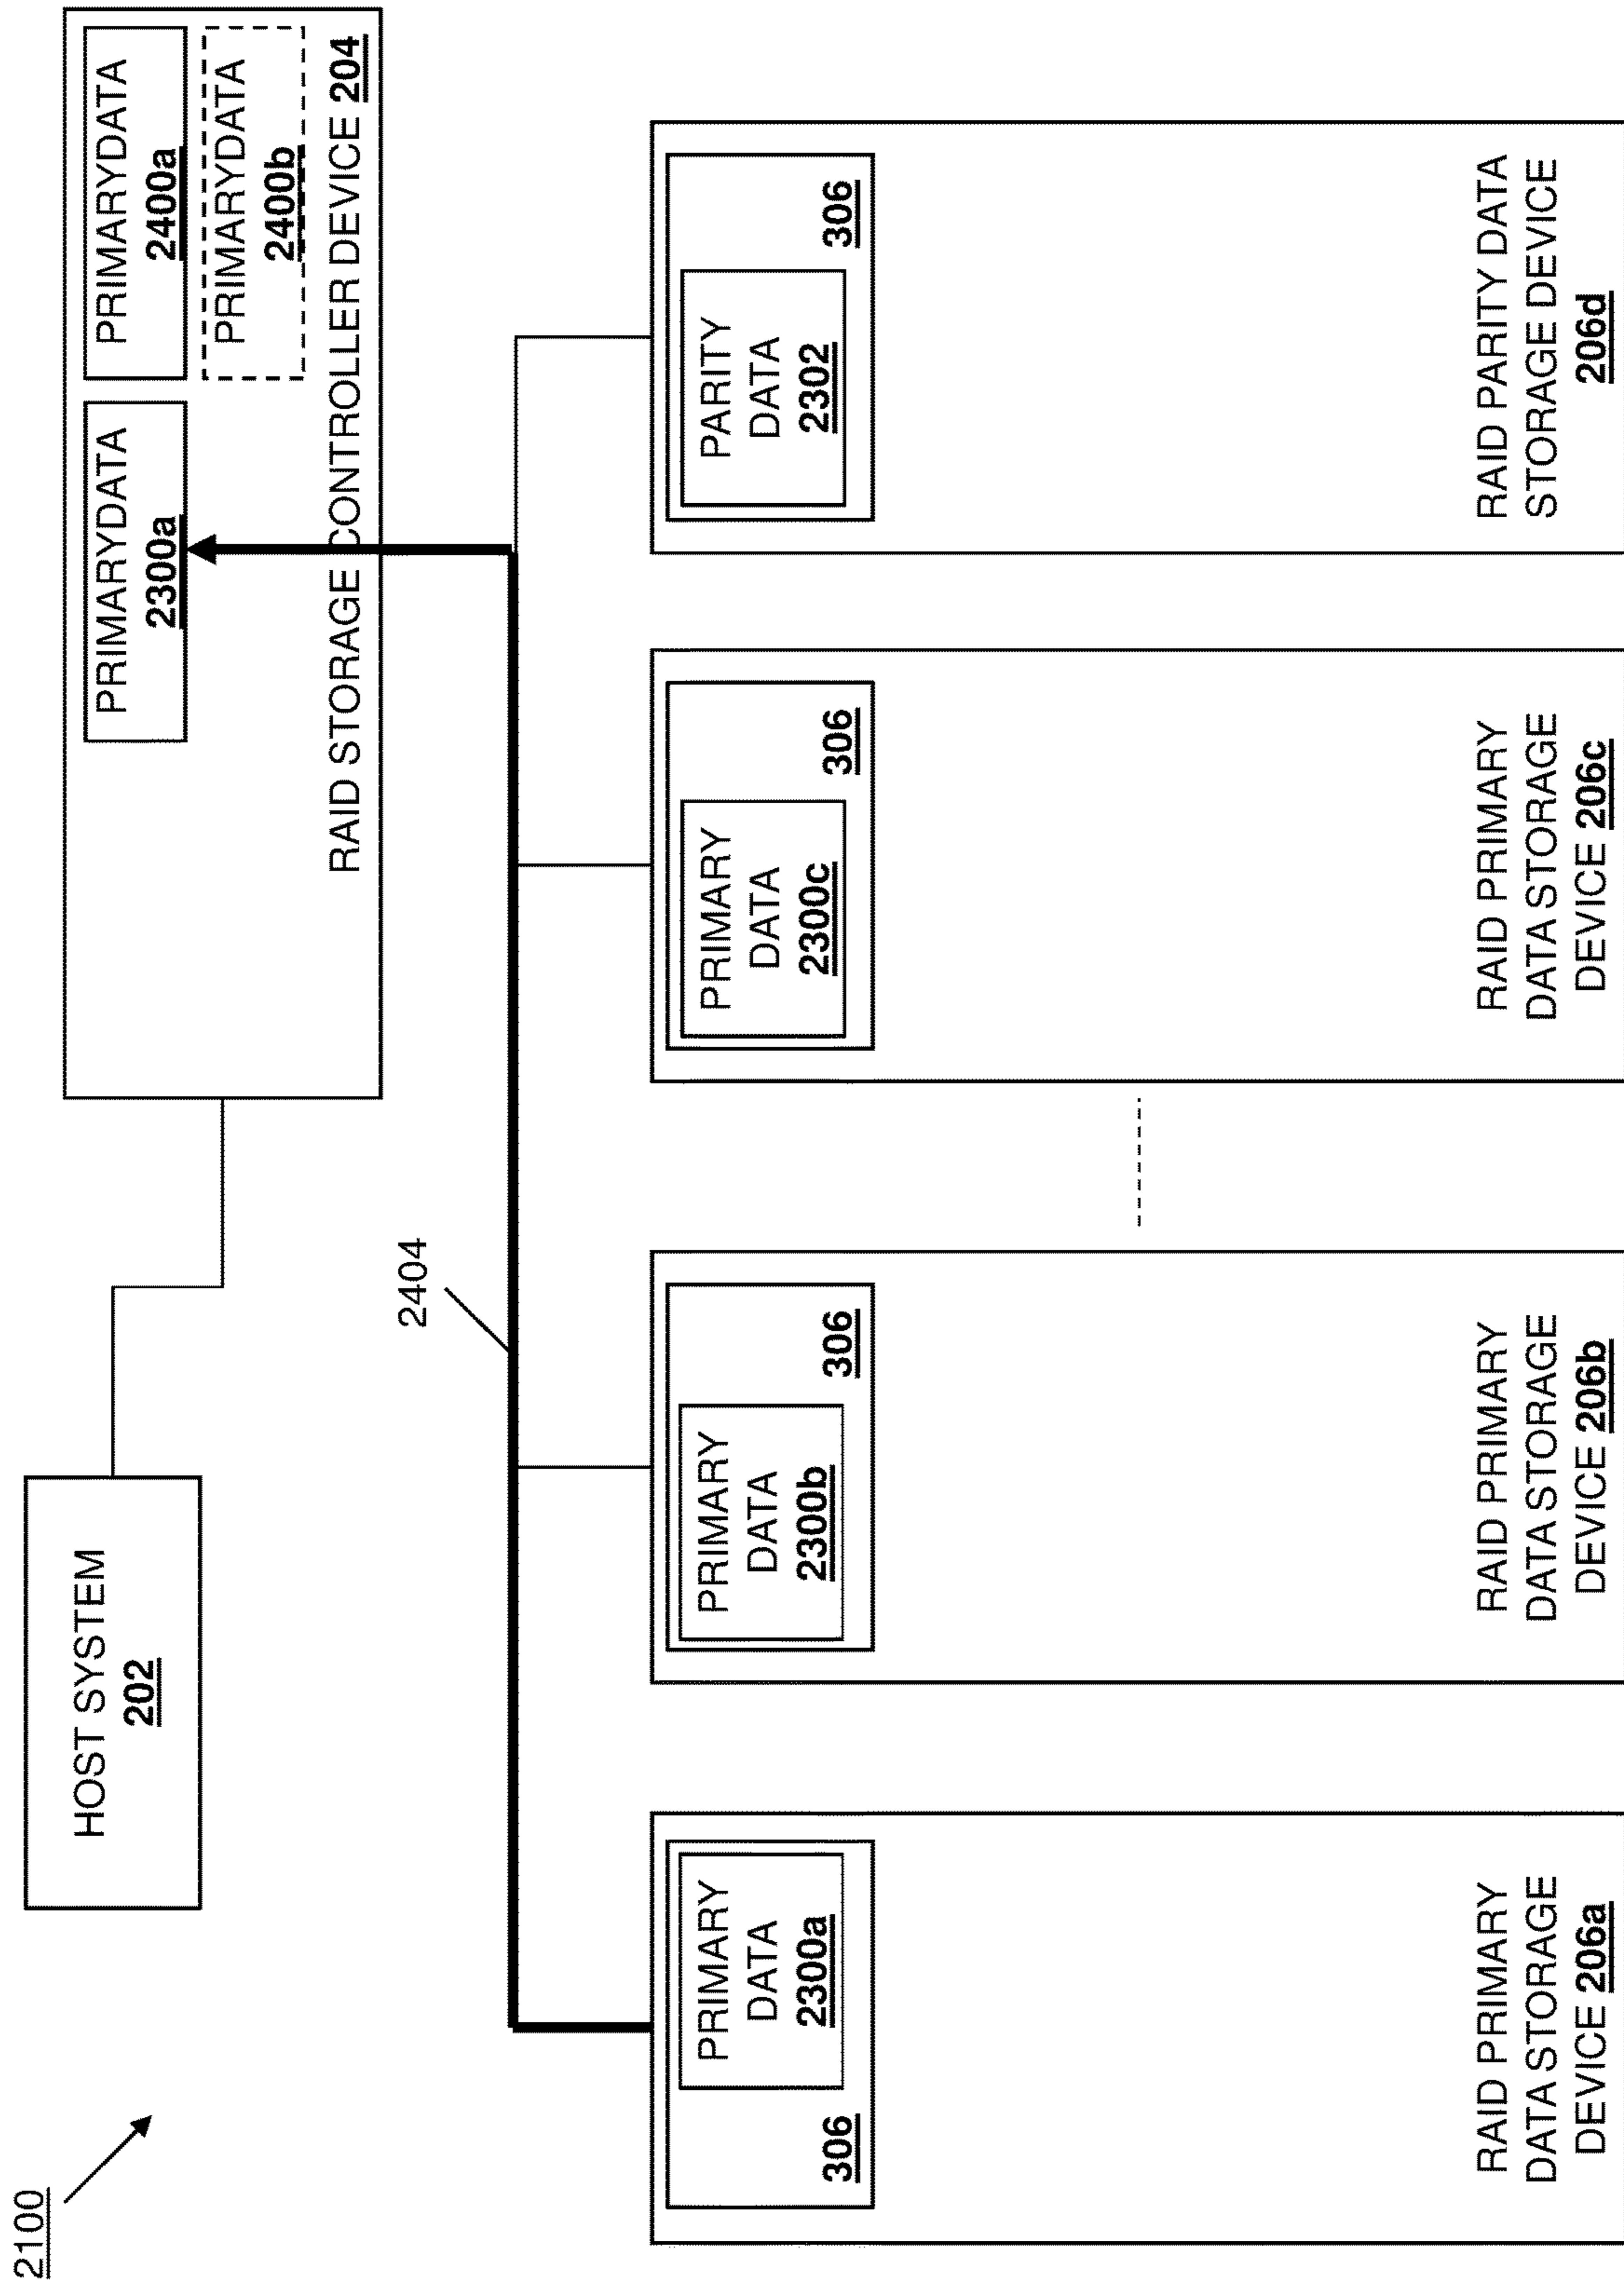 2100
HOST SYSTEM
202
PRIMARYDATA
2300a
PRIMARYDATA
2400a
PRIMARYDATA
2400b
RAID STORAGE CONTROLLER DEVICE 204
2404
306
PRIMARY
DATA
2300a
RAID PRIMARY
DATA STORAGE
DEVICE 206a
PRIMARY
DATA
2300b
306
RAID PRIMARY
DATA STORAGE
DEVICE 206b
PRIMARY
DATA
2300c
306
RAID PRIMARY
DATA STORAGE
DEVICE 206c
PARITY
DATA
2302
306
RAID PARITY DATA
STORAGE DEVICE
206d